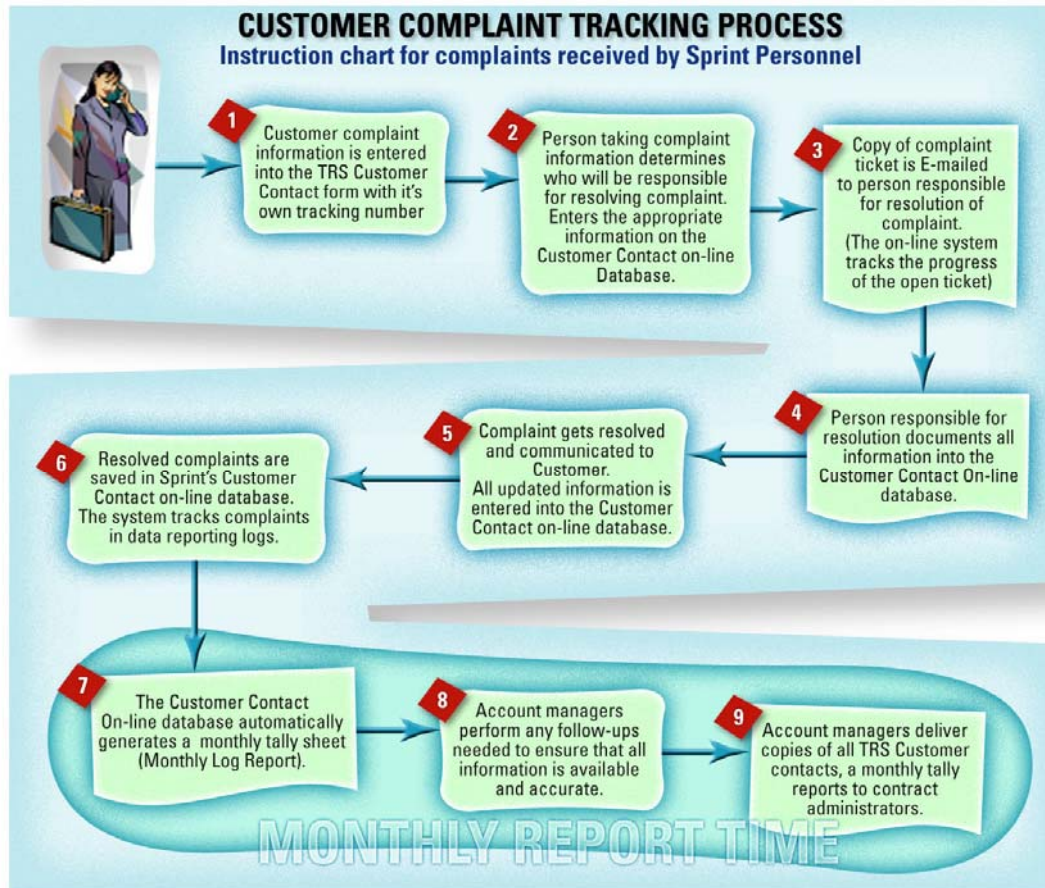 CUSTOMER COMPLAINT TRACKING PROCESS
Instruction chart for complaints received by Sprint Personnel
1
Customer complaint
information is entered
into the TRS Customer
Contact form with it's
own tracking number
2
Person taking complaint
information determines
who will be responsible
for resolving complaint.
Enters the appropriate
information on the
Customer Contact on-line
Database.
3
Copy of complaint
ticket is E-mailed
to person responsible
for resolution of
complaint.
(The on-line system
tracks the progress
of the open ticket)
4
Person responsible for
resolution documents all
information into the
Customer Contact On-line
database.
5
Complaint gets resolved
and communicated to
Customer.
All updated information is
entered into the Customer
Contact on-line database.
6
Resolved complaints are
saved in Sprint's Customer
Contact on-line database.
The system tracks complaints
in data reporting logs.
7
The Customer Contact
On-line database automatically
generates a monthly tally sheet
(Monthly Log Report).
8
Account managers
perform any follow-ups
needed to ensure that all
information is available
and accurate.
9
Account managers deliver
copies of all TRS Customer
contacts, a monthly tally
reports to contract
administrators.
MONTHLY REPORT TIME